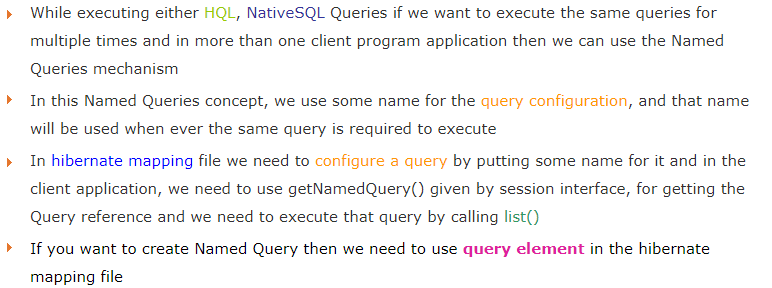 While executing either HQL, NativeSQL Queries if we want to execute the same queries for
multiple times and in more than one client program application then we can use the Named
Queries mechanism
In this Named Queries concept, we use some name for the query configuration, and that name
will be used when ever the same query is required to execute
In hibernate mapping file we need to configure a query by putting some name for it and in the
client application, we need to use getNamedQuery() given by session interface, for getting the
Query reference and we need to execute that query by calling list()
If you want to create Named Query then we need to use query element in the hibernate
mapping file